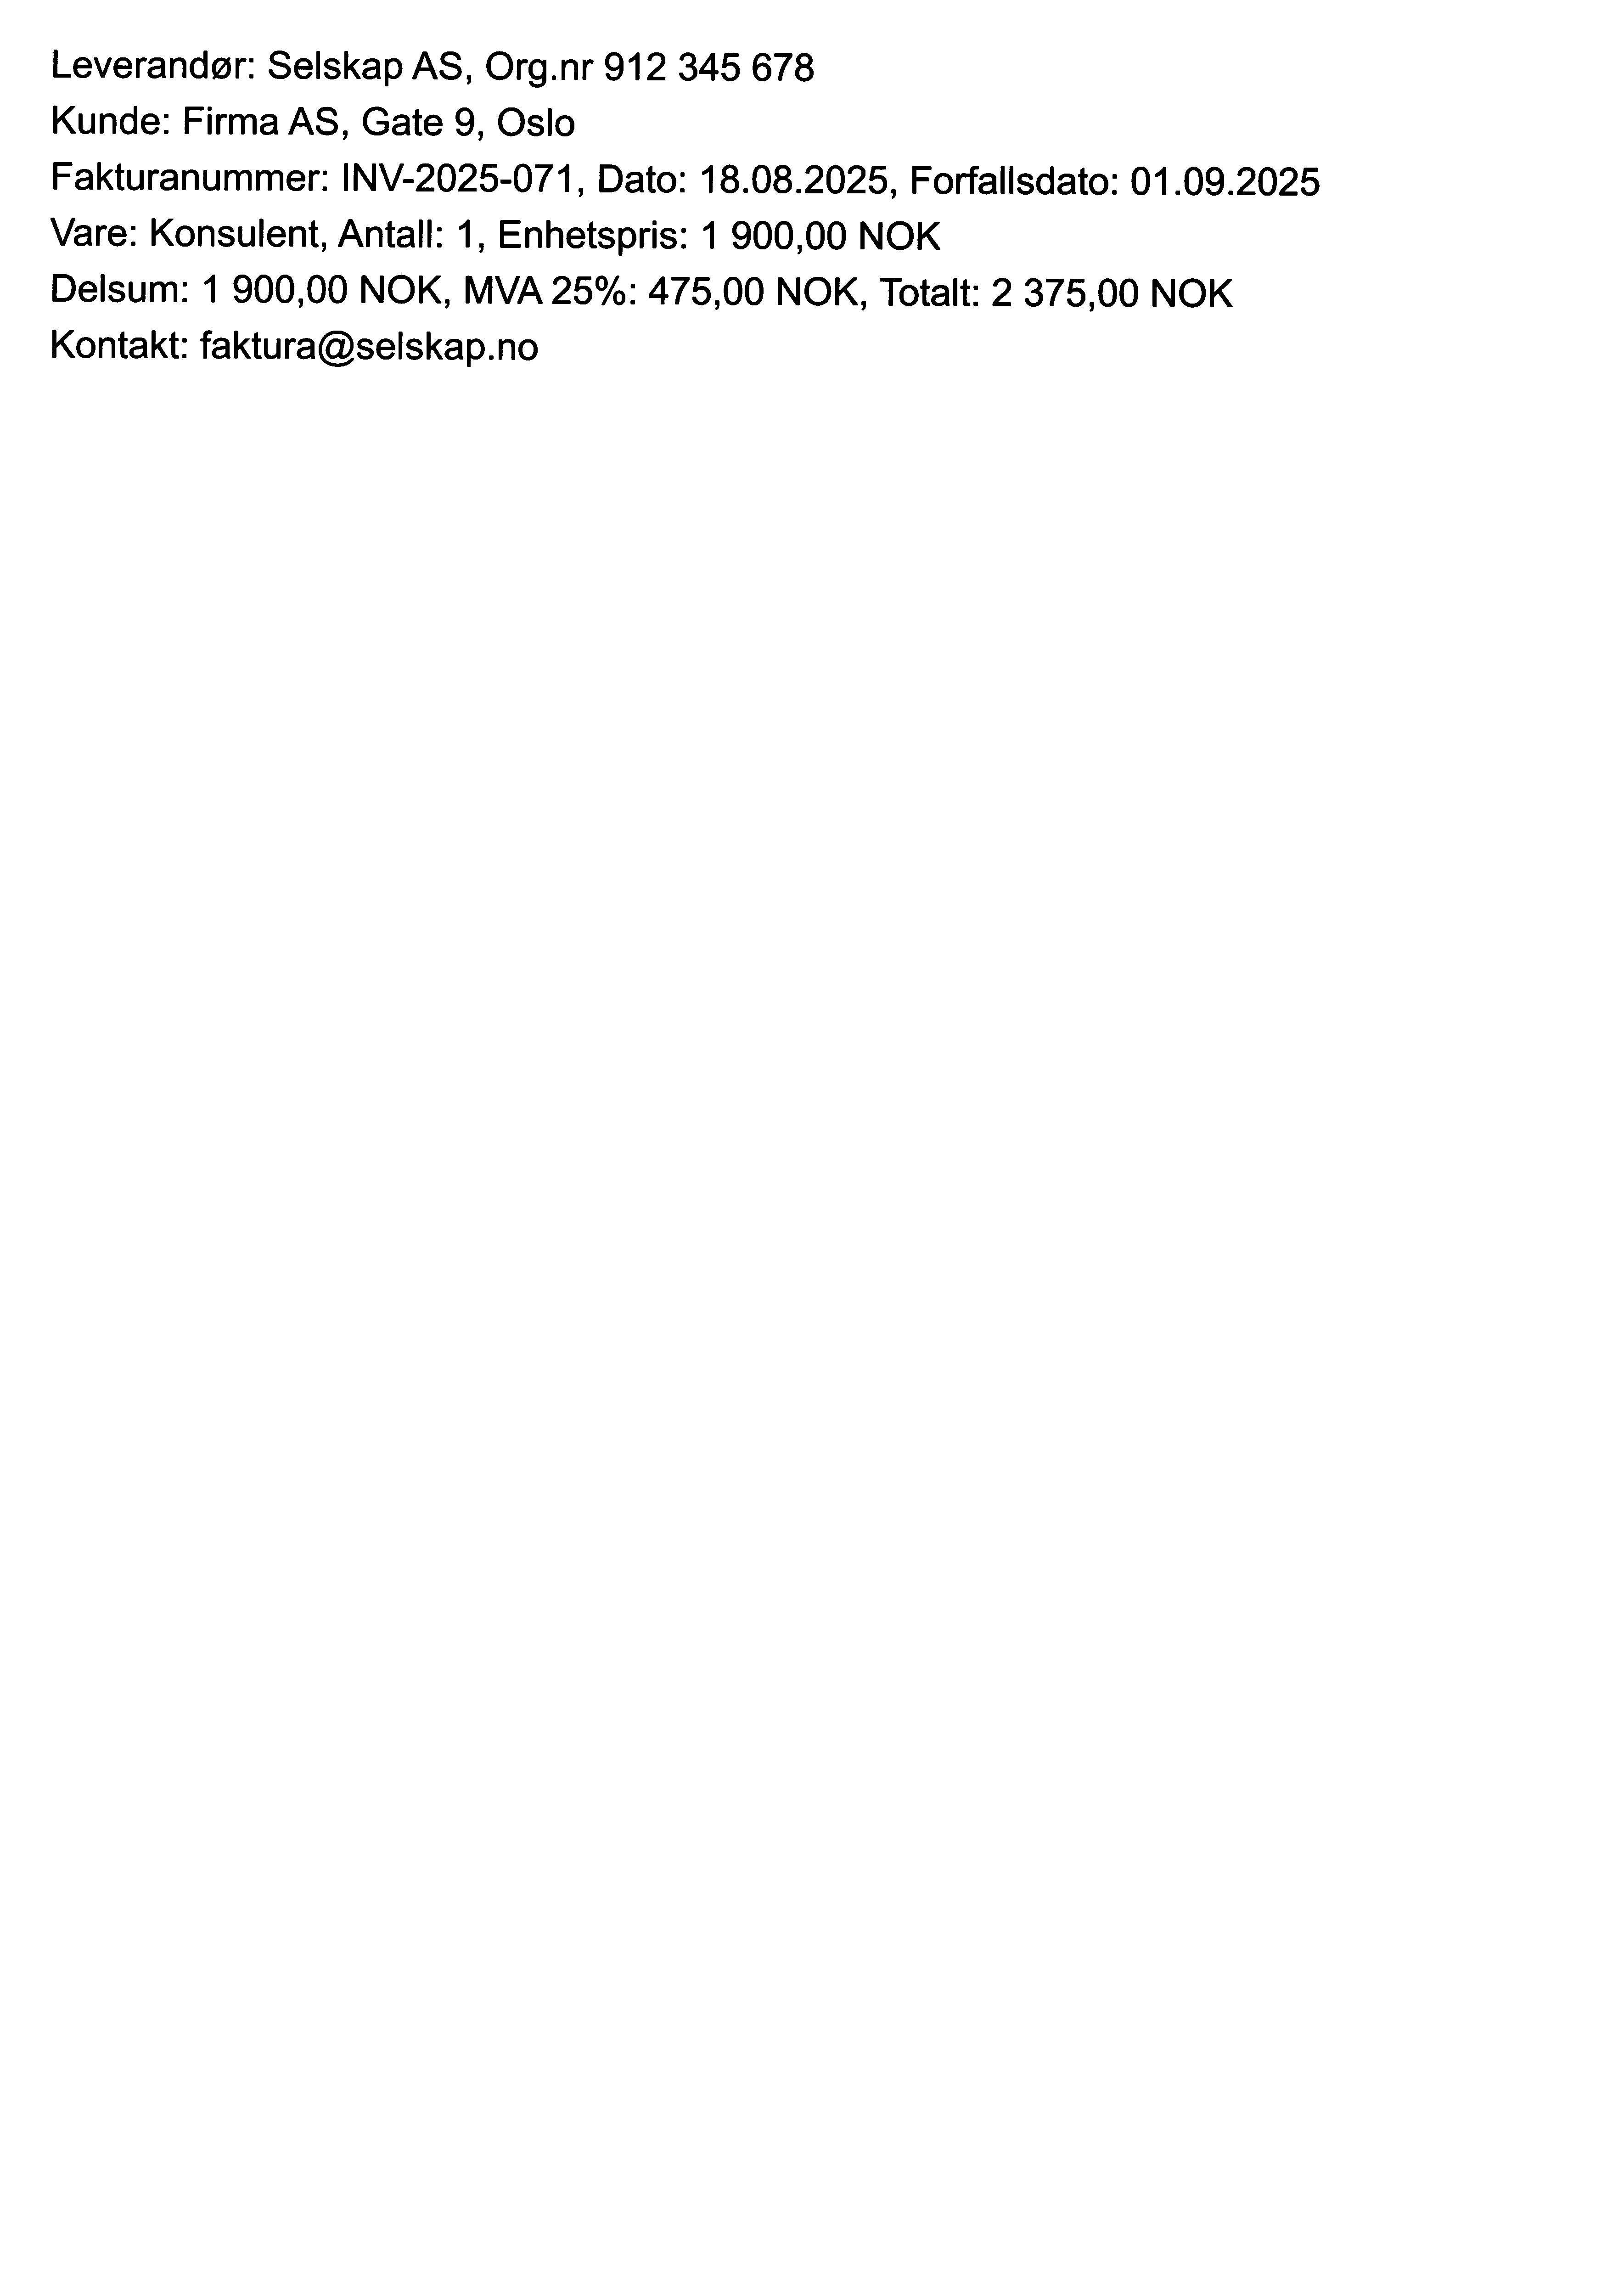 Leverandør: Selskap AS, Org.nr 912 345 678
Kunde: Firma AS, Gate 9, Oslo
Fakturanummer: INV-2025-071, Dato: 18.08.2025, Forfallsdato: 01.09.2025
Vare: Konsulent, Antall: 1, Enhetspris: 1 900,00 NOK
Delsum: 1 900,00 NOK, MVA 25%: 475,00 NOK, Totalt: 2 375,00 NOK
Kontakt: faktura@selskap.no